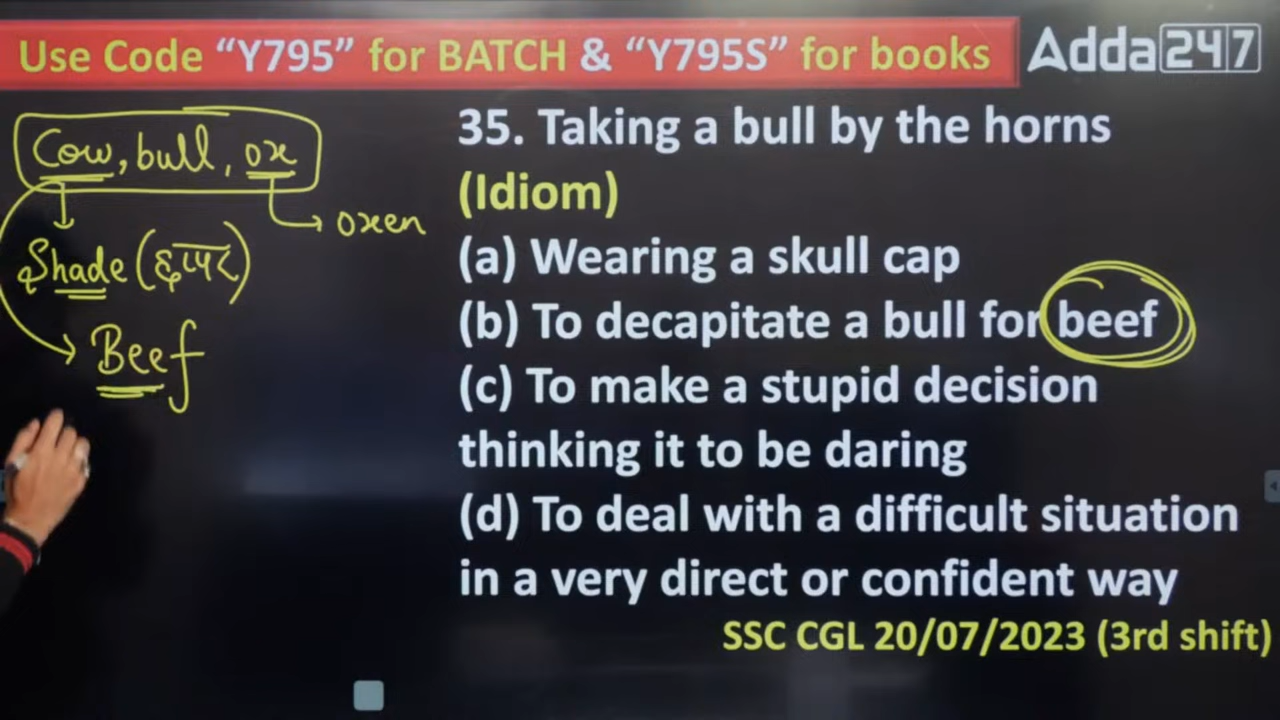 Use Code “Y795” for BATCH & “Y795S” for books
Adda247
Cow, bull, ox
oxen
Shade (छप्पर)
Beef
35. Taking a bull by the horns
(Idiom)
(a) Wearing a skull cap
(b) To decapitate a bull for beef
(c) To make a stupid decision
thinking it to be daring
(d) To deal with a difficult situation
in a very direct or confident way
SSC CGL 20/07/2023 (3rd shift)